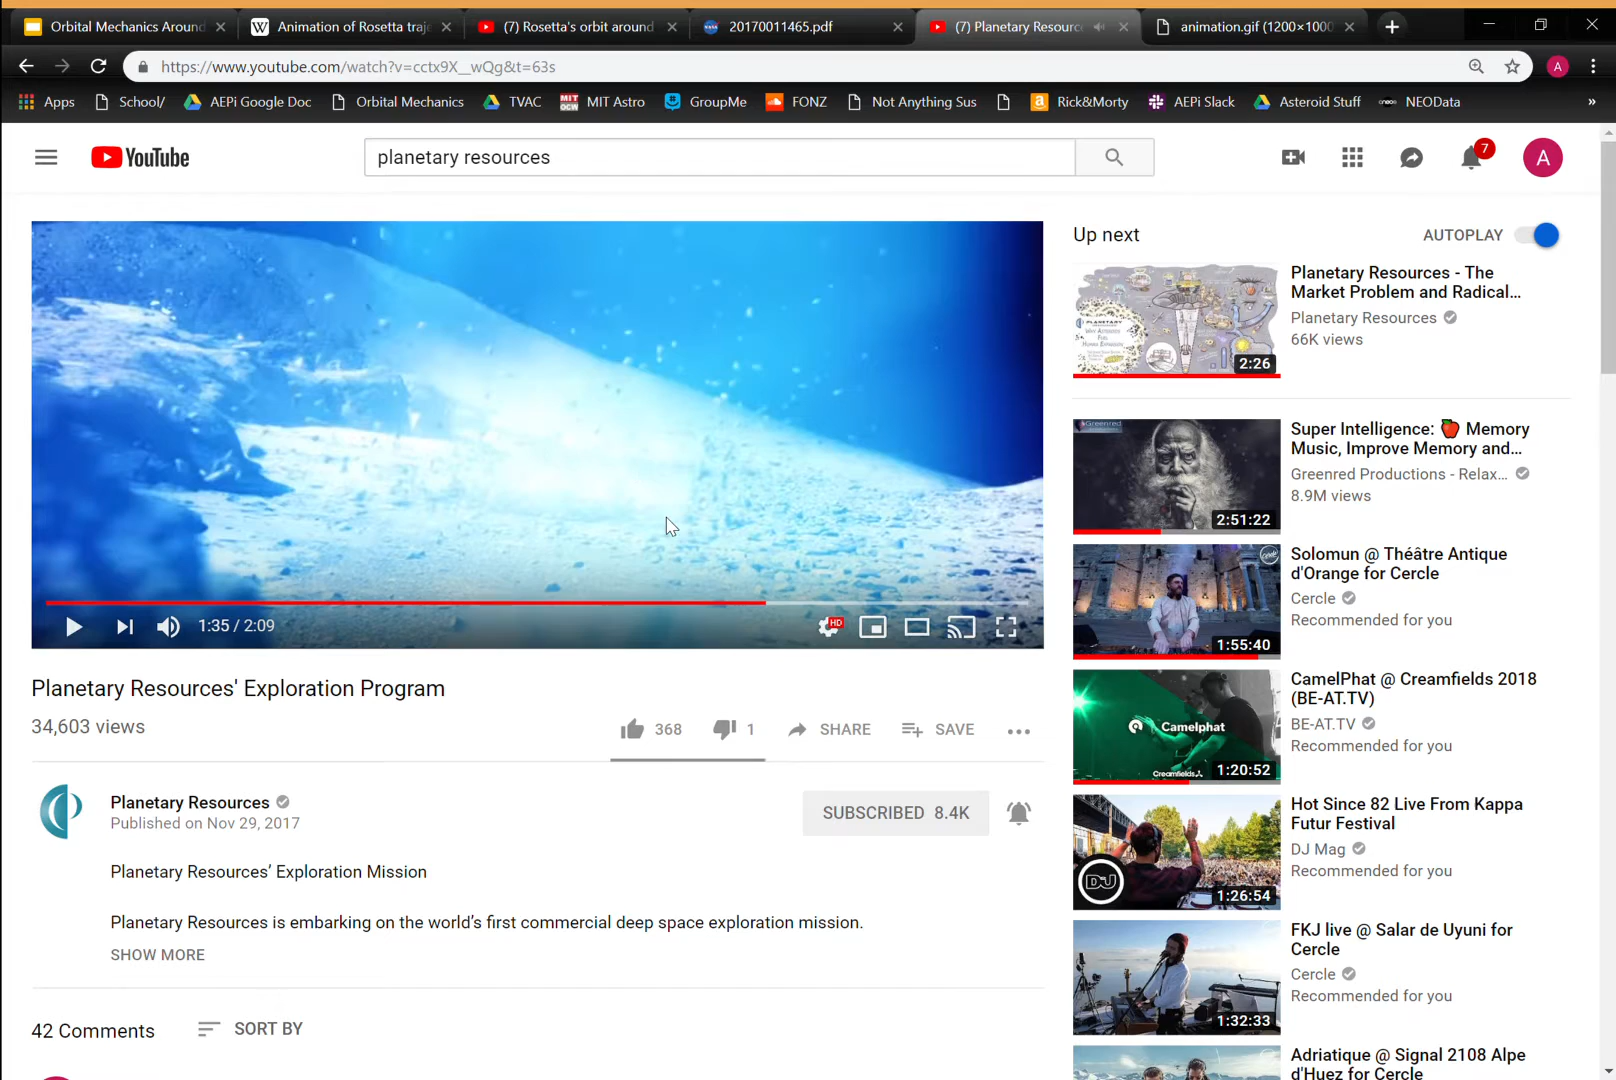 Orbital Mechanics Around
Animation of Rosetta traje
(7) Rosetta's orbit around
20170011465.pdf
(7) Planetary Resourc
animation.gif (1200×1000
https://www.youtube.com/watch?v=cctx9X__wQg&t=63s
A
Apps
School/
AEPi Google Doc
Orbital Mechanics
TVAC
MIT Astro
GroupMe
FONZ
Not Anything Sus
Rick&Morty
AEPi Slack
Asteroid Stuff
NEOData
»
YouTube
planetary resources
7
A
1:35 / 2:09
HD
Planetary Resources' Exploration Program
34,603 views
368
1
SHARE
SAVE
Planetary Resources
Published on Nov 29, 2017
SUBSCRIBED 8.4K
Planetary Resources’ Exploration Mission
Planetary Resources is embarking on the world’s first commercial deep space exploration mission.
SHOW MORE
42 Comments
SORT BY
Up next
AUTOPLAY
2:26
Planetary Resources - The
Market Problem and Radical...
Planetary Resources
66K views
Greenred
2:51:22
Super Intelligence: 🍎 Memory
Music, Improve Memory and...
Greenred Productions - Relax...
8.9M views
1:55:40
Solomun @ Théâtre Antique
d'Orange for Cercle
Cercle
Recommended for you
Camelphat
Creamfields
1:20:52
CamelPhat @ Creamfields 2018
(BE-AT.TV)
BE-AT.TV
Recommended for you
DJ
1:26:54
Hot Since 82 Live From Kappa
Futur Festival
DJ Mag
Recommended for you
1:32:33
FKJ live @ Salar de Uyuni for
Cercle
Cercle
Recommended for you
Adriatique @ Signal 2108 Alpe
d'Huez for Cercle